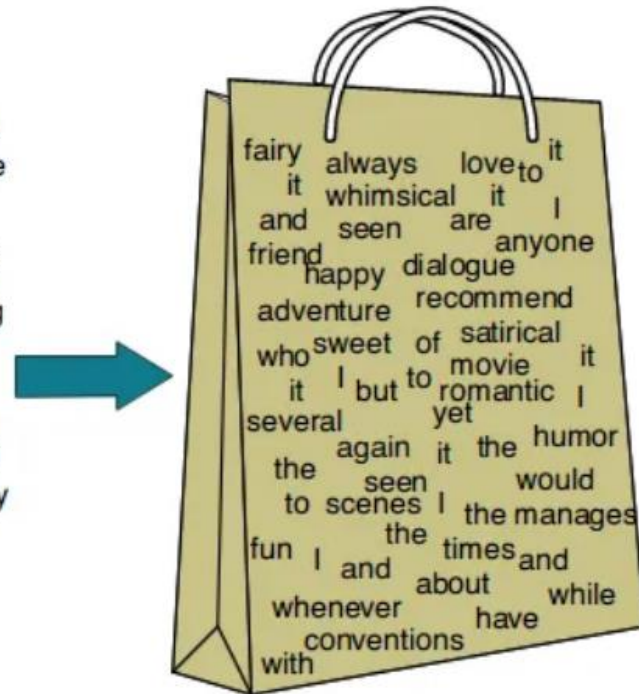 fairy always love to it
it whimsical it I
and seen are anyone
friend happy dialogue
adventure recommend
who sweet of satirical
it I but to movie it
romantic I
several yet
again it the humor
the seen would
to scenes I the manages
fun I and the times and
about while
whenever have
conventions
with